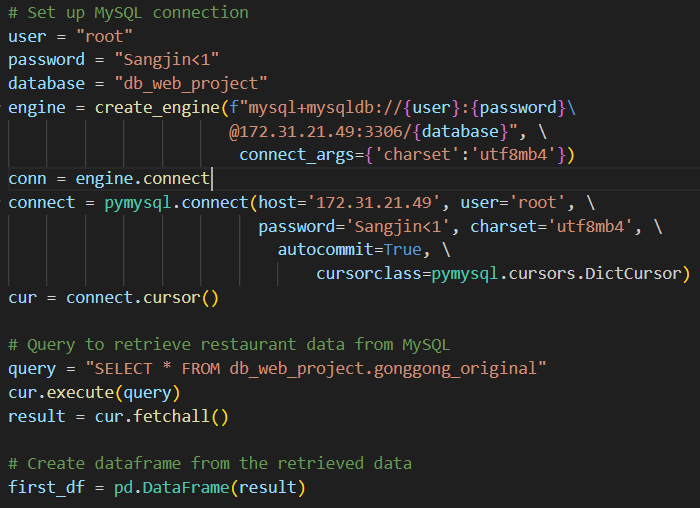 # Set up MySQL connection
user = "root"
password = "Sangjin<1"
database = "db_web_project"
engine = create_engine(f"mysql+mysqldb://{user}:{password}\
@172.31.21.49:3306/{database}", \
connect_args={'charset':'utf8mb4'})
conn = engine.connect
connect = pymysql.connect(host='172.31.21.49', user='root', \
password='Sangjin<1', charset='utf8mb4', \
autocommit=True, \
cursorclass=pymysql.cursors.DictCursor)
cur = connect.cursor()
# Query to retrieve restaurant data from MySQL
query = "SELECT * FROM db_web_project.gonggong_original"
cur.execute(query)
result = cur.fetchall()
# Create dataframe from the retrieved data
first_df = pd.DataFrame(result)